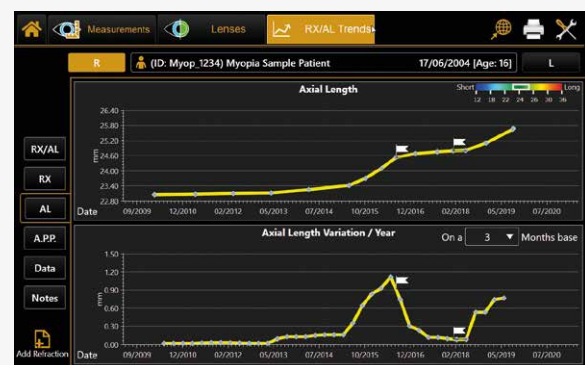 Measurements Lenses RX/AL Trends
R (ID: Myop_1234) Myopia Sample Patient 17/06/2004 [Age: 16] L
Axial Length
Short Long
12 18 22 24 26 30 36
26.40
25.80
25.20
24.60
24.00
23.40
22.80
mm
Date 09/2009 12/2010 02/2012 05/2013 07/2014 10/2015 12/2016 02/2018 05/2019 07/2020
RX/AL
RX
AL
A.P.P.
Data
Notes
Add Refraction
Axial Length Variation / Year On a 3 Months base
1.50
1.20
0.90
0.60
0.30
0.00
mm
Date 09/2009 12/2010 02/2012 05/2013 07/2014 10/2015 12/2016 02/2018 05/2019 07/2020